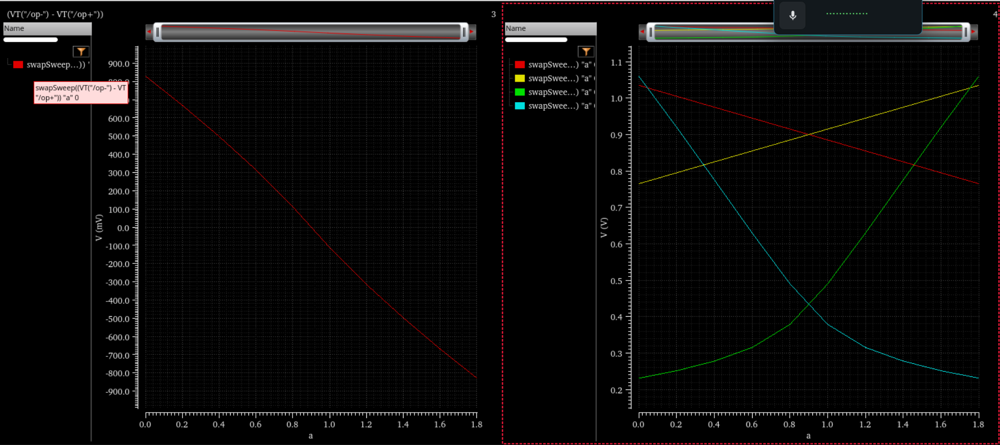 (VT("/op-") - VT("/op+"))
3
Name
swapSweep...)) '
swapSweep((VT("/op-") - VT
"/op+")) "a" 0
900.0
600.0
500.0
400.0
300.0
200.0
100.0
0.0
-100.0
-200.0
-300.0
-400.0
-500.0
-600.0
-700.0
-800.0
-900.0
V (mV)
0.0 0.2 0.4 0.6 0.8 1.0 1.2 1.4 1.6 1.8
a
4
Name
swapSwee...) "a"
swapSwee...) "a"
swapSwee...) "a"
swapSwee...) "a"
1.1
1.0
0.9
0.8
0.7
0.6
0.5
0.4
0.3
0.2
V (V)
0.0 0.2 0.4 0.6 0.8 1.0 1.2 1.4 1.6 1.8
a